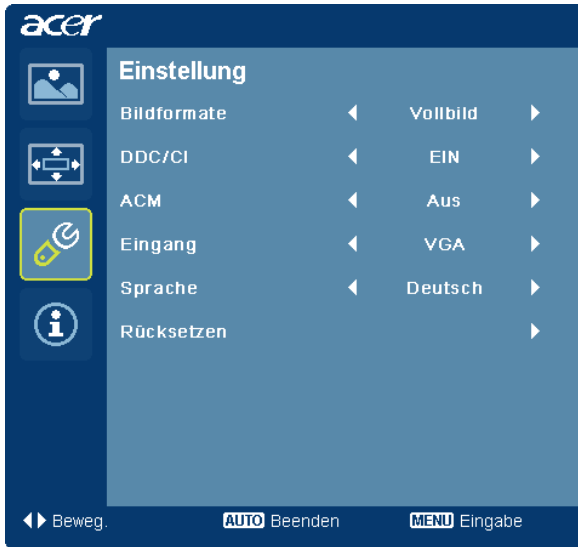 acer
Einstellung
Bildformate Vollbild
DDC/CI EIN
ACM Aus
Eingang VGA
Sprache Deutsch
Rücksetzen
Beweg. AUTO Beenden MENU Eingabe